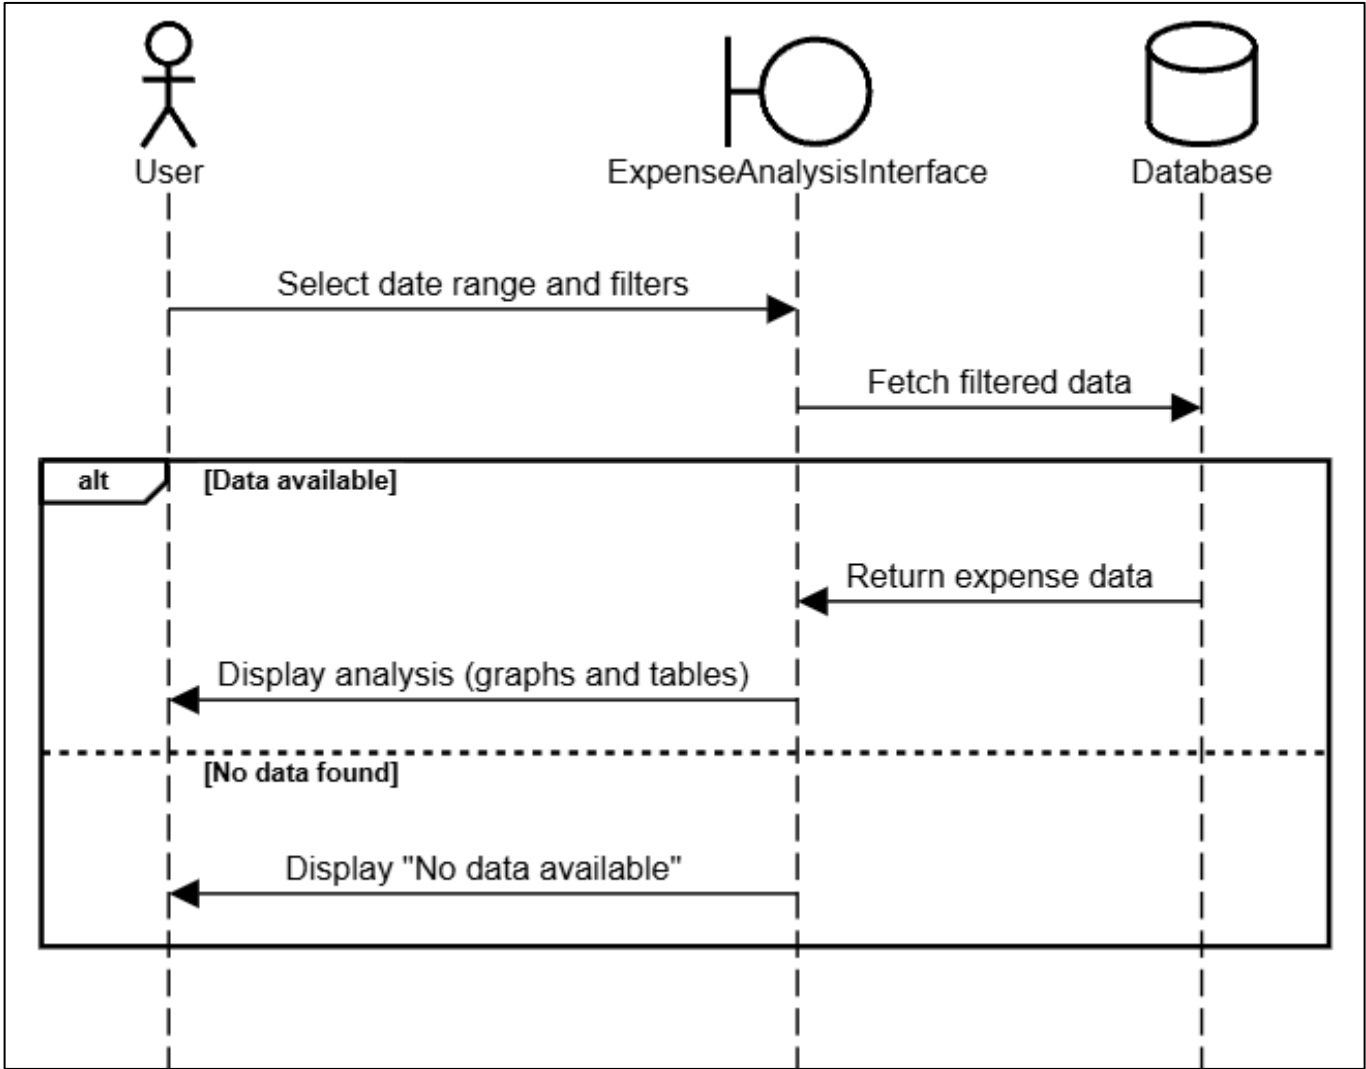 User
ExpenseAnalysisInterface
Database
Select date range and filters
Fetch filtered data
alt
[Data available]
Return expense data
Display analysis (graphs and tables)
[No data found]
Display "No data available"